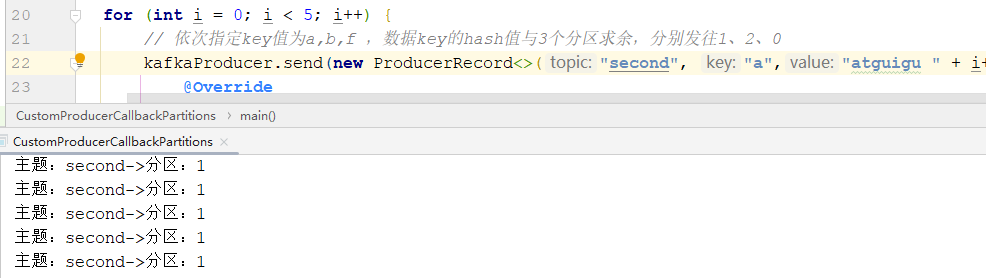 20 for (int i = 0; i < 5; i++) {
21 // 依次指定key值为a,b,f ，数据key的hash值与3个分区求余，分别发往1、2、0
22 kafkaProducer.send(new ProducerRecord<>( topic: "second", key: "a", value: "atguigu " + i+
23 @Override
CustomProducerCallbackPartitions › main()
CustomProducerCallbackPartitions ×
主题：second->分区：1
主题：second->分区：1
主题：second->分区：1
主题：second->分区：1
主题：second->分区：1